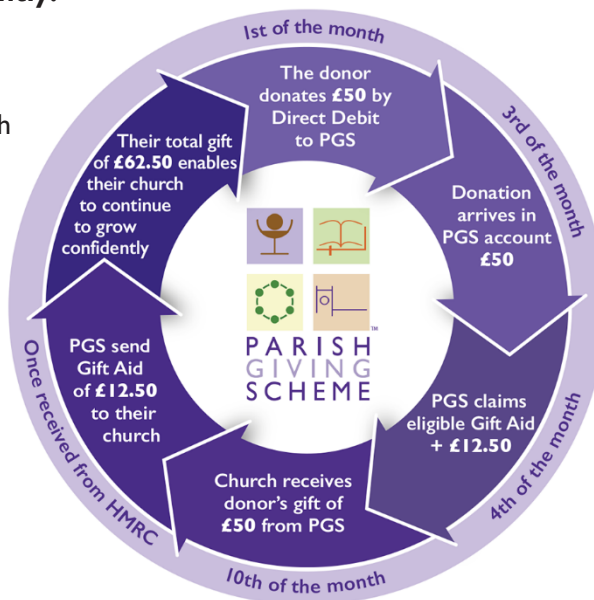 1st of the month
The donor
donates £50 by
Direct Debit
to PGS
3rd of the month
Donation
arrives in
PGS account
£50
4th of the month
PGS claims
eligible Gift Aid
+ £12.50
10th of the month
Church receives
donor's gift of
£50 from PGS
Once received from HMRC
PGS send
Gift Aid
of £12.50
to their
church
Their total gift
of £62.50 enables
their church
to continue
to grow
confidently
PARISH
GIVING
SCHEME
TM